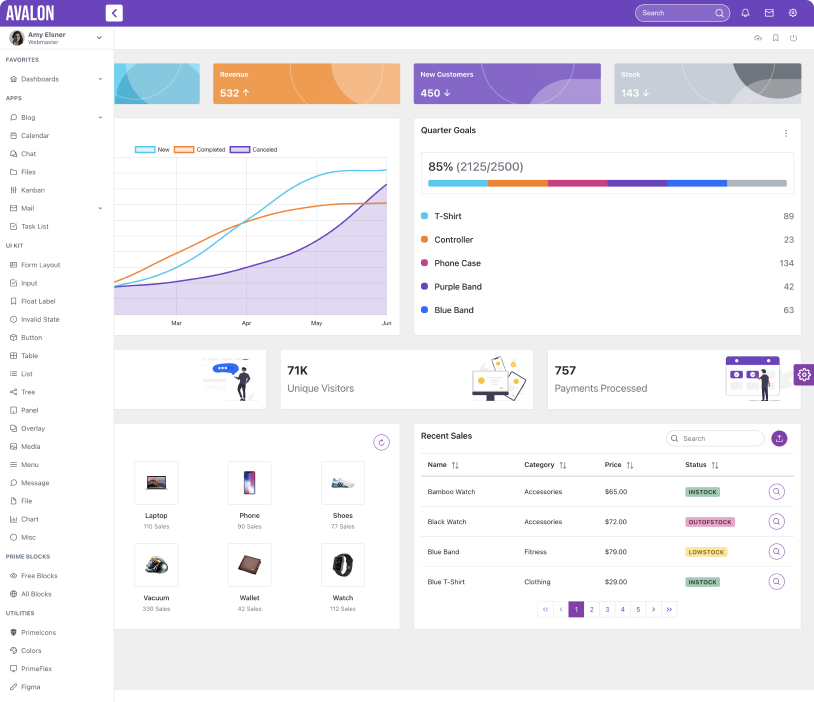 AVALON
Search
Amy Elsner
Webmaster
FAVORITES
Dashboards
APPS
Blog
Calendar
Chat
Files
Kanban
Mail
Task List
UI KIT
Form Layout
Input
Float Label
Invalid State
Button
Table
List
Tree
Panel
Overlay
Media
Menu
Message
File
Chart
Misc
PRIME BLOCKS
Free Blocks
All Blocks
UTILITIES
PrimeIcons
Colors
PrimeFlex
Figma
Revenue
532
New Customers
450
Stock
143
New Completed Canceled
Mar Apr May Jun
Quarter Goals
85% (2125/2500)
T-Shirt 89
Controller 23
Phone Case 134
Purple Band 42
Blue Band 63
71K
Unique Visitors
757
Payments Processed
Laptop Phone Shoes
110 Sales 90 Sales 77 Sales
Vacuum Wallet Watch
330 Sales 42 Sales 112 Sales
Recent Sales
Search
Name Category Price Status
Bamboo Watch Accessories $65.00 INSTOCK
Black Watch Accessories $72.00 OUTOFSTOCK
Blue Band Fitness $79.00 LOWSTOCK
Blue T-Shirt Clothing $29.00 INSTOCK
1 2 3 4 5